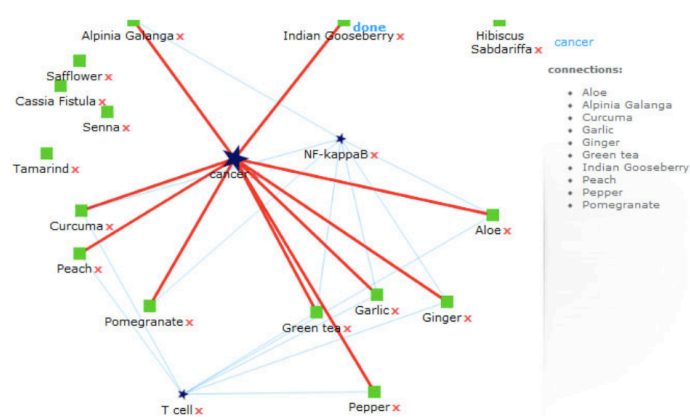 done
Alpinia Galanga x
Indian Gooseberry x
Hibiscus
Sabdariffa x
cancer
Safflower x
connections:
Cassia Fistula x
Aloe
Alpinia Galanga
Curcuma
Garlic
Ginger
Green tea
Indian Gooseberry
Peach
Pepper
Pomegranate
Senna x
NF-kappaB x
Tamarind x
cancer
Curcuma x
Aloe x
Peach x
Pomegranate x
Green tea x
Garlic x
Ginger x
T cell x
Pepper x